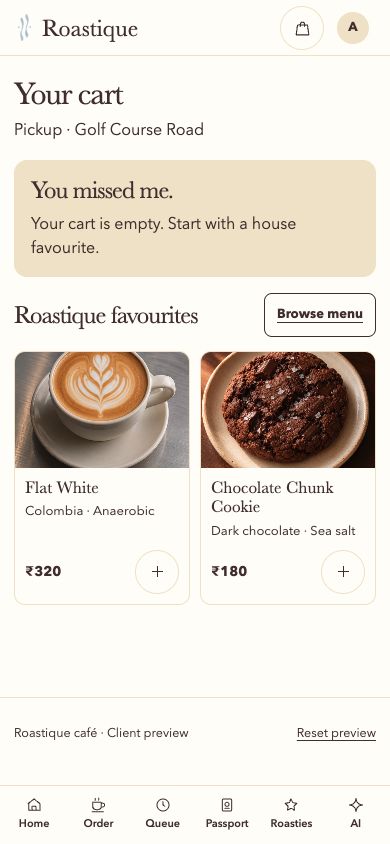 Roastique
A
Your cart
Pickup · Golf Course Road
You missed me.
Your cart is empty. Start with a house
favourite.
Roastique favourites
Browse menu
Flat White
Colombia · Anaerobic
₹320
Chocolate Chunk
Cookie
Dark chocolate · Sea salt
₹180
Roastique café · Client preview
Reset preview
Home
Order
Queue
Passport
Roasties
AI